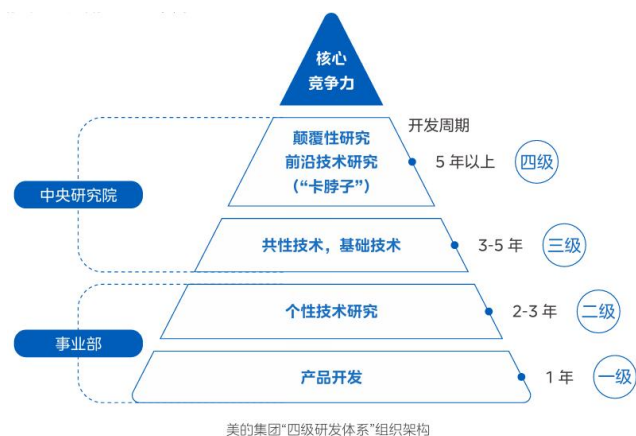 核心
竞争力
开发周期
颠覆性研究
前沿技术研究
(“卡脖子”)
5 年以上
四级
中央研究院
共性技术，基础技术
3-5 年
三级
个性技术研究
2-3 年
二级
事业部
产品开发
1 年
一级
美的集团“四级研发体系”组织架构